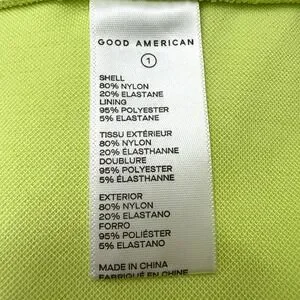 GOOD AMERICAN
1
SHELL
80% NYLON
20% ELASTANE
LINING
95% POLYESTER
5% ELASTANE
TISSU EXTÉRIEUR
80% NYLON
20% ÉLASTHANNE
DOUBLURE
95% POLYESTER
5% ÉLASTHANNE
EXTERIOR
80% NYLON
20% ELASTANO
FORRO
95% POLIÉSTER
5% ELASTANO
MADE IN CHINA
FABRIQUÉ EN CHINE